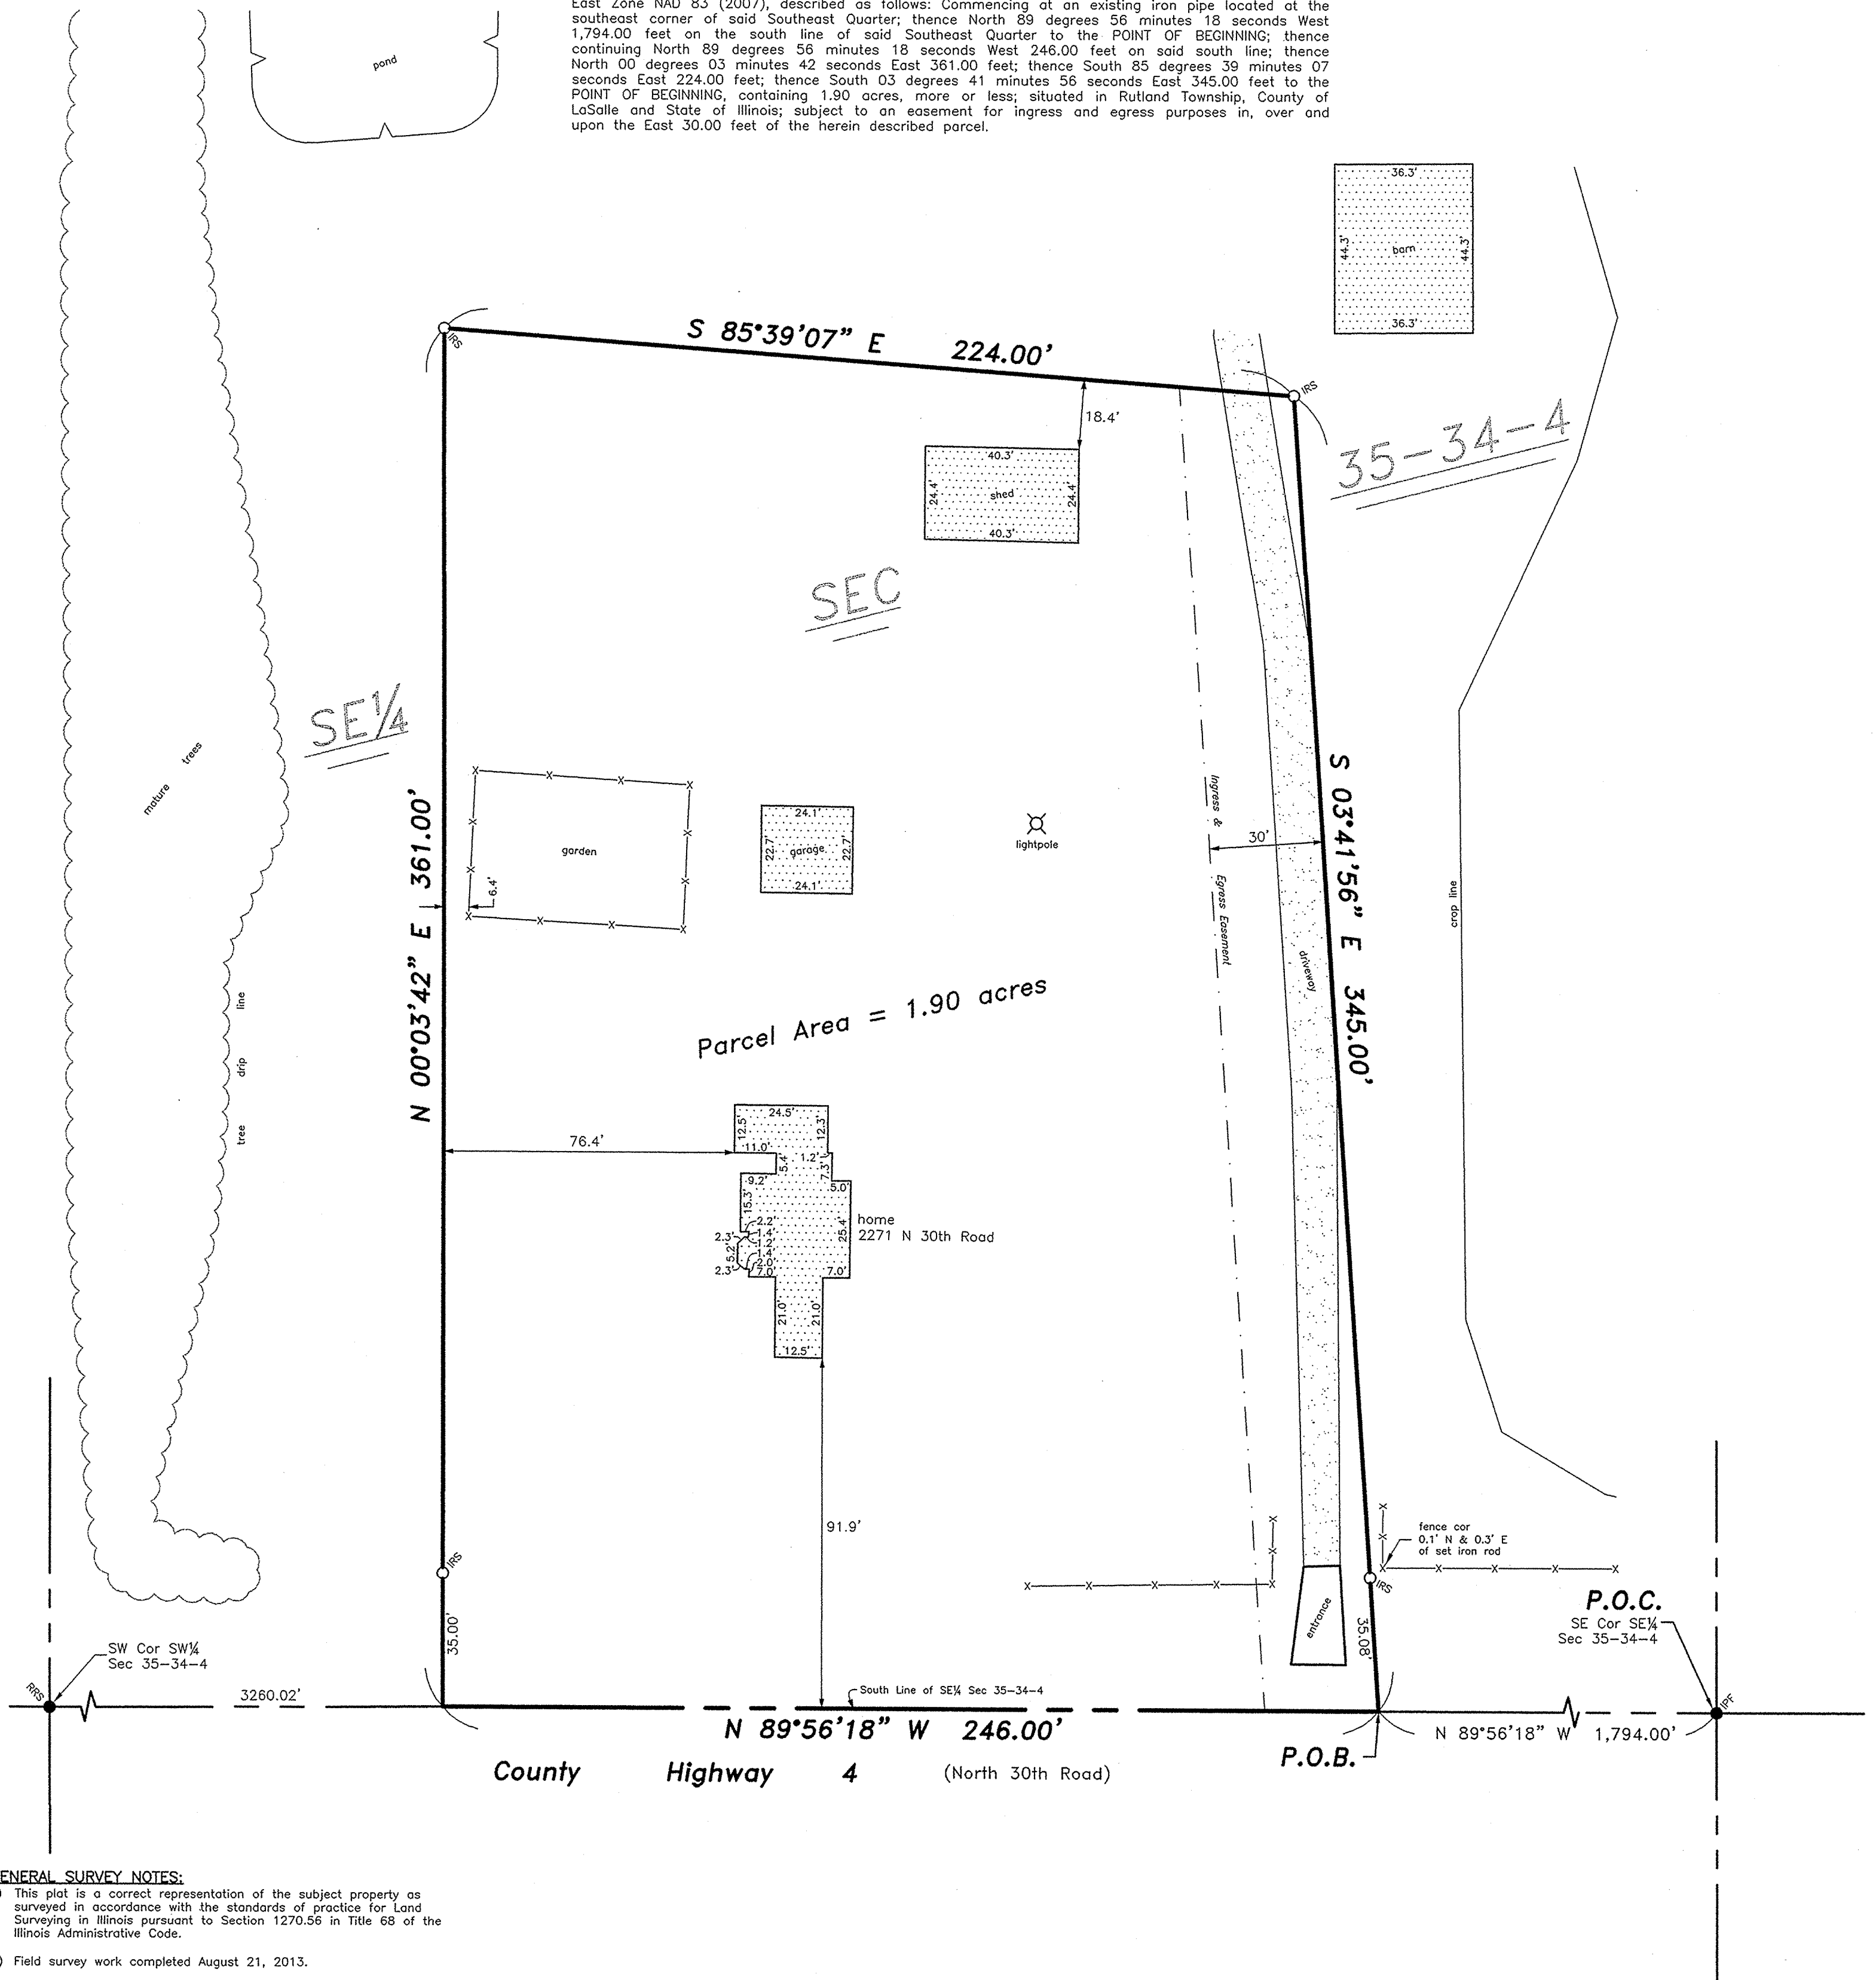 East Zone NAD 83 (2007), described as follows: Commencing at an existing iron pipe located at the
southeast corner of said Southeast Quarter; thence North 89 degrees 56 minutes 18 seconds West
1,794.00 feet on the south line of said Southeast Quarter to the POINT OF BEGINNING; thence
continuing North 89 degrees 56 minutes 18 seconds West 246.00 feet on said south line; thence
North 00 degrees 03 minutes 42 seconds East 361.00 feet; thence South 85 degrees 39 minutes 07
seconds East 224.00 feet; thence South 03 degrees 41 minutes 56 seconds East 345.00 feet to the
POINT OF BEGINNING, containing 1.90 acres, more or less; situated in Rutland Township, County of
LaSalle and State of Illinois; subject to an easement for ingress and egress purposes in, over and
upon the East 30.00 feet of the herein described parcel.
pond
36.3'
44.3'
barn
44.3'
36.3'
IRS
S 85°39'07" E 224.00'
IRS
18.4'
35-34-4
40.3'
24.4'
shed
24.4'
40.3'
SEC
SE1/4
mature trees
N 00°03'42" E 361.00'
garden
6.4'
24.1'
22.7'
garage
22.7'
24.1'
lightpole
Ingress &
Egress Easement
30'
S 03°41'56" E 345.00'
driveway
crop line
tree drip line
Parcel Area = 1.90 acres
76.4'
24.5'
12.5'
12.3'
11.0'
5.4'
1.2'
7.3'
9.2'
5.0'
15.3'
25.4'
home
2271 N 30th Road
2.2'
2.3'
1.4'
1.2'
5.2'
1.4'
2.0'
2.3'
7.0'
7.0'
21.0'
21.0'
12.5'
91.9'
fence cor
0.1' N & 0.3' E
of set iron rod
IRS
IRS
35.00'
35.08'
entrance
P.O.C.
SE Cor SE¼
Sec 35-34-4
SW Cor SW¼
Sec 35-34-4
RRS
3260.02'
South Line of SE¼ Sec 35-34-4
IPF
N 89°56'18" W 246.00'
N 89°56'18" W 1,794.00'
P.O.B.
County Highway 4 (North 30th Road)
ENERAL SURVEY NOTES:
) This plat is a correct representation of the subject property as
surveyed in accordance with the standards of practice for Land
Surveying in Illinois pursuant to Section 1270.56 in Title 68 of the
Illinois Administrative Code.
) Field survey work completed August 21, 2013.